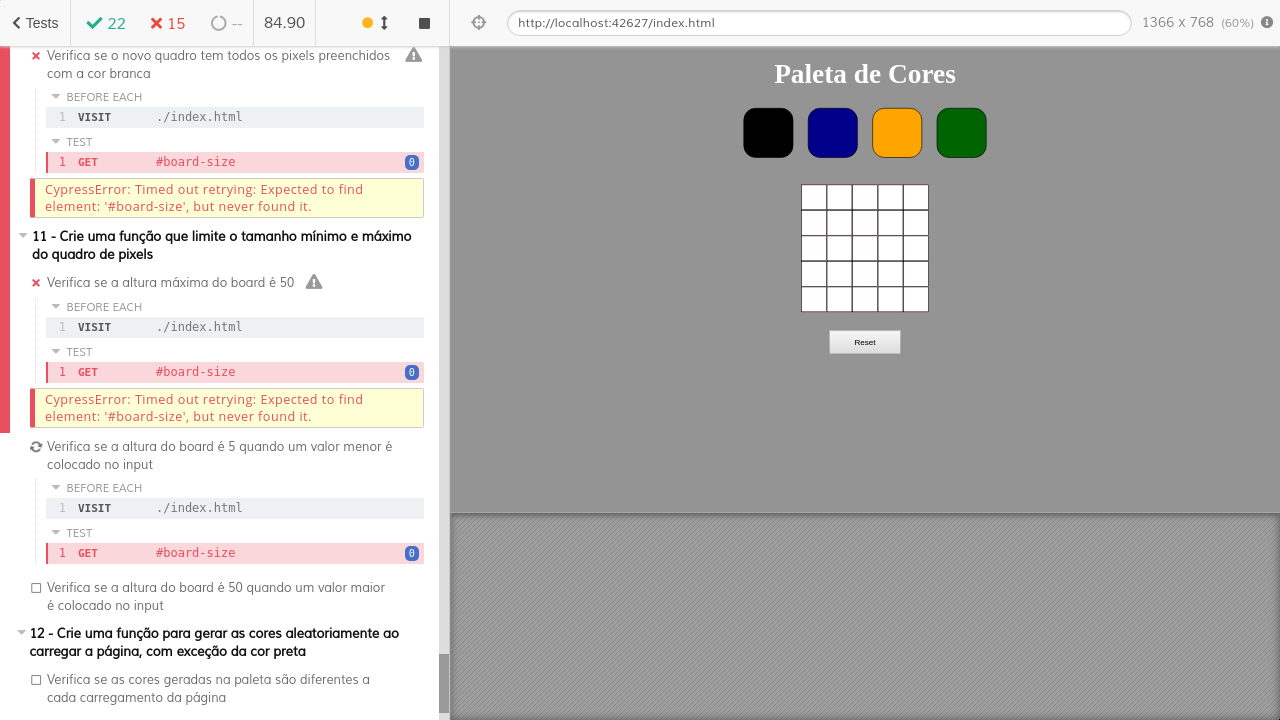 Tests
22
15
--
84.90
http://localhost:42627/index.html
1366 x 768 (60%)
Verifica se o novo quadro tem todos os pixels preenchidos
com a cor branca
BEFORE EACH
1 VISIT ./index.html
TEST
1 GET #board-size 0
CypressError: Timed out retrying: Expected to find
element: '#board-size', but never found it.
11 - Crie uma função que limite o tamanho mínimo e máximo
do quadro de pixels
Verifica se a altura máxima do board é 50
BEFORE EACH
1 VISIT ./index.html
TEST
1 GET #board-size 0
CypressError: Timed out retrying: Expected to find
element: '#board-size', but never found it.
Verifica se a altura do board é 5 quando um valor menor é
colocado no input
BEFORE EACH
1 VISIT ./index.html
TEST
1 GET #board-size 0
Verifica se a altura do board é 50 quando um valor maior
é colocado no input
12 - Crie uma função para gerar as cores aleatoriamente ao
carregar a página, com exceção da cor preta
Verifica se as cores geradas na paleta são diferentes a
cada carregamento da página
Paleta de Cores
Reset